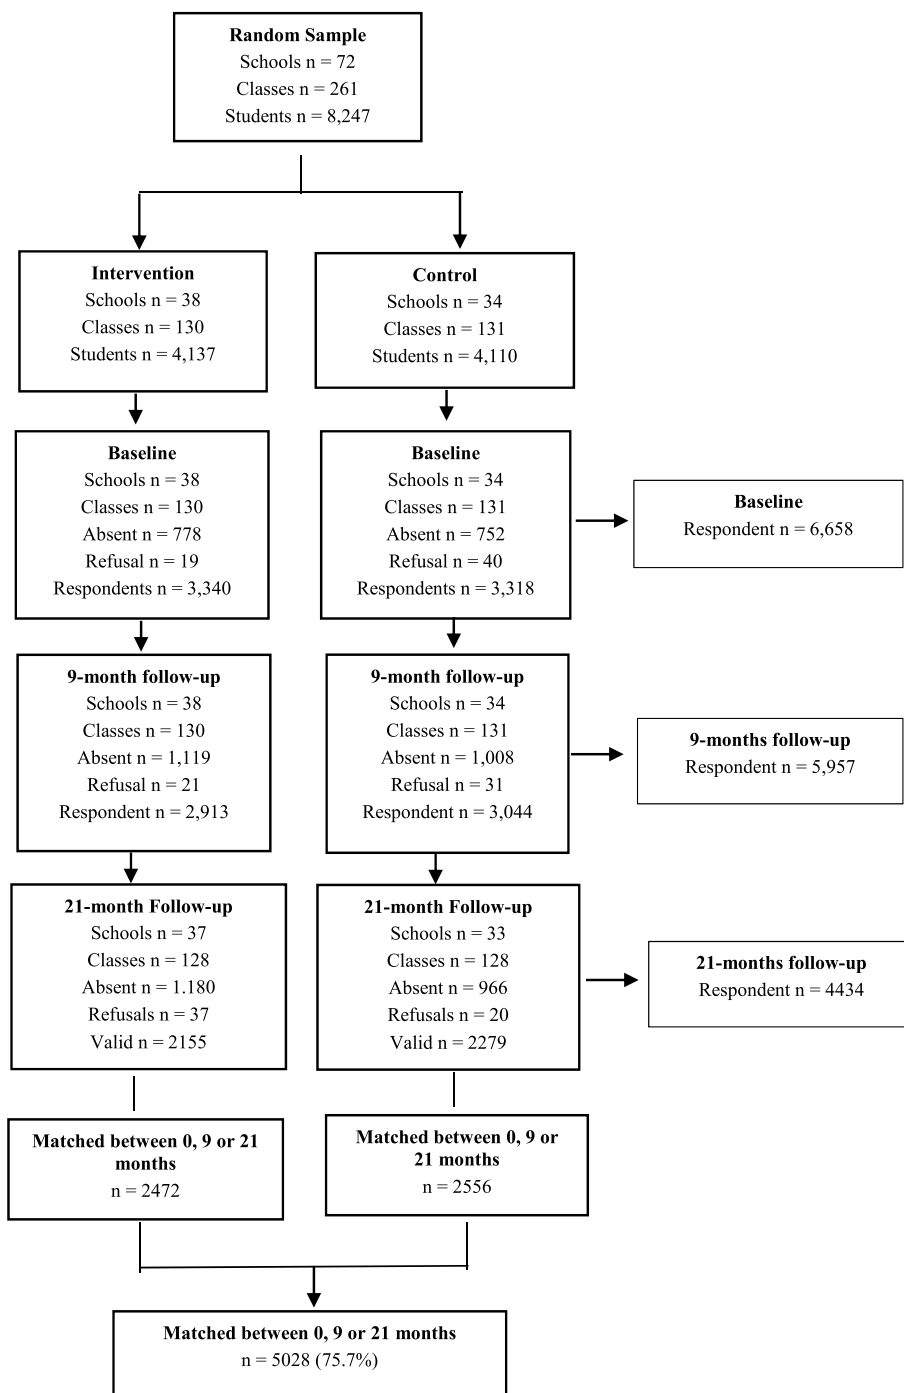 Random Sample
Schools n = 72
Classes n = 261
Students n = 8,247
Intervention
Schools n = 38
Classes n = 130
Students n = 4,137
Control
Schools n = 34
Classes n = 131
Students n = 4,110
Baseline
Schools n = 38
Classes n = 130
Absent n = 778
Refusal n = 19
Respondents n = 3,340
Baseline
Schools n = 34
Classes n = 131
Absent n = 752
Refusal n = 40
Respondents n = 3,318
Baseline
Respondent n = 6,658
9-month follow-up
Schools n = 38
Classes n = 130
Absent n = 1,119
Refusal n = 21
Respondent n = 2,913
9-month follow-up
Schools n = 34
Classes n = 131
Absent n = 1,008
Refusal n = 31
Respondent n = 3,044
9-months follow-up
Respondent n = 5,957
21-month Follow-up
Schools n = 37
Classes n = 128
Absent n = 1.180
Refusals n = 37
Valid n = 2155
21-month Follow-up
Schools n = 33
Classes n = 128
Absent n = 966
Refusals n = 20
Valid n = 2279
21-months follow-up
Respondent n = 4434
Matched between 0, 9 or 21
months
n = 2472
Matched between 0, 9 or
21 months
n = 2556
Matched between 0, 9 or 21 months
n = 5028 (75.7%)